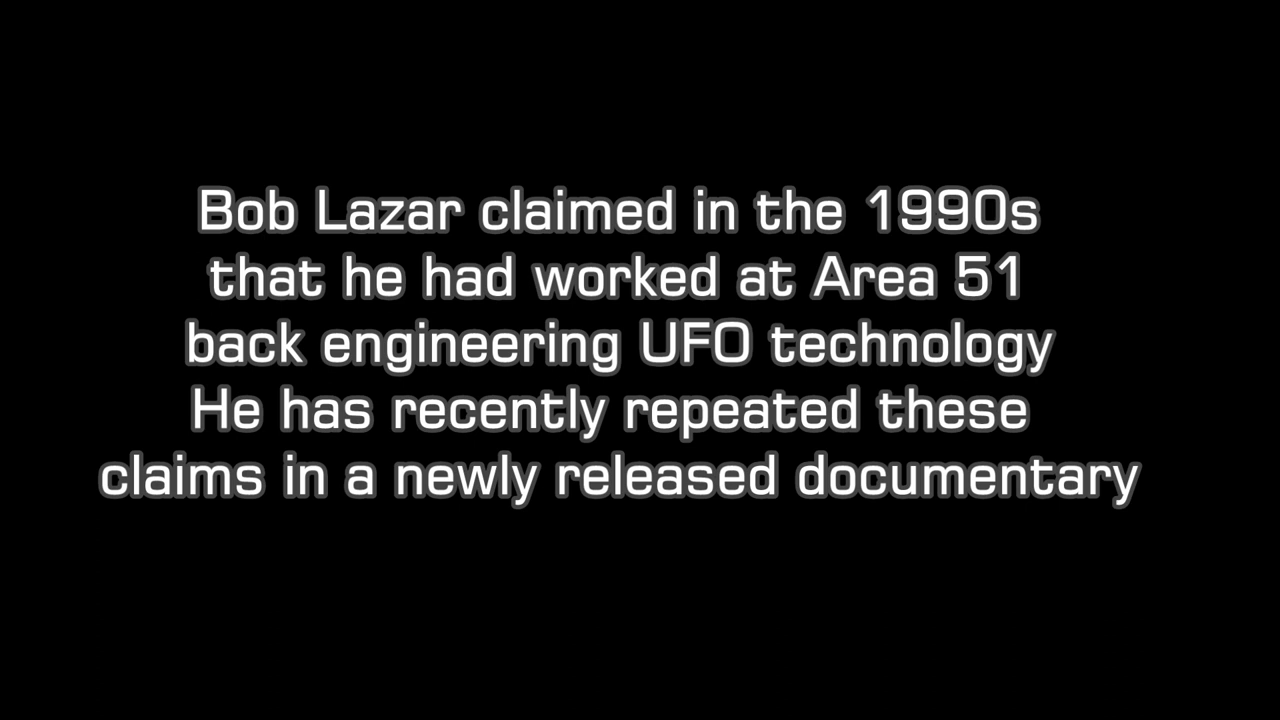 Bob Lazar claimed in the 1990s
that he had worked at Area 51
back engineering UFO technology
He has recently repeated these
claims in a newly released documentary